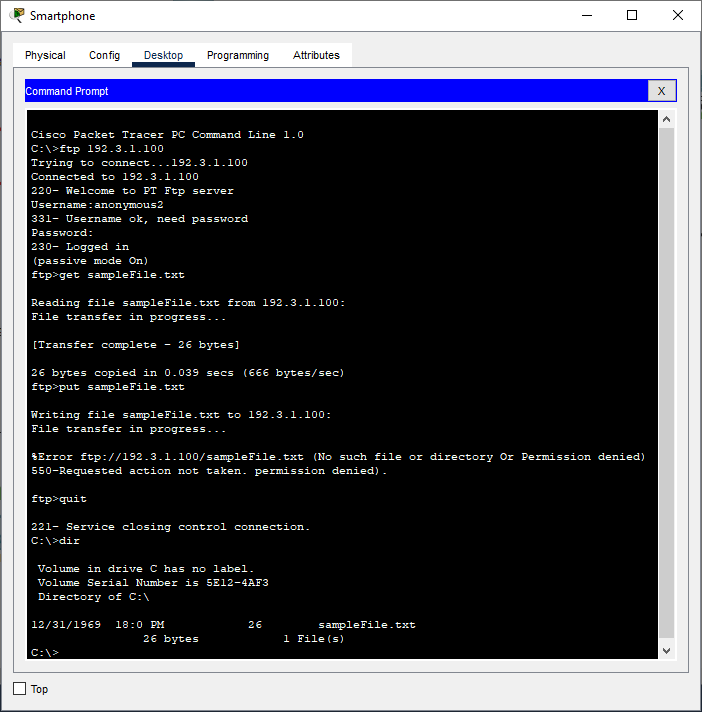 Smartphone
Physical Config Desktop Programming Attributes
Command Prompt X
Cisco Packet Tracer PC Command Line 1.0
C:\>ftp 192.3.1.100
Trying to connect...192.3.1.100
Connected to 192.3.1.100
220- Welcome to PT Ftp server
Username:anonymous2
331- Username ok, need password
Password:
230- Logged in
(passive mode On)
ftp>get sampleFile.txt
Reading file sampleFile.txt from 192.3.1.100:
File transfer in progress...
[Transfer complete - 26 bytes]
26 bytes copied in 0.039 secs (666 bytes/sec)
ftp>put sampleFile.txt
Writing file sampleFile.txt to 192.3.1.100:
File transfer in progress...
%Error ftp://192.3.1.100/sampleFile.txt (No such file or directory Or Permission denied)
550-Requested action not taken. permission denied).
ftp>quit
221- Service closing control connection.
C:\>dir
Volume in drive C has no label.
Volume Serial Number is 5E12-4AF3
Directory of C:\
12/31/1969 18:0 PM 26 sampleFile.txt
26 bytes 1 File(s)
C:\>
Top